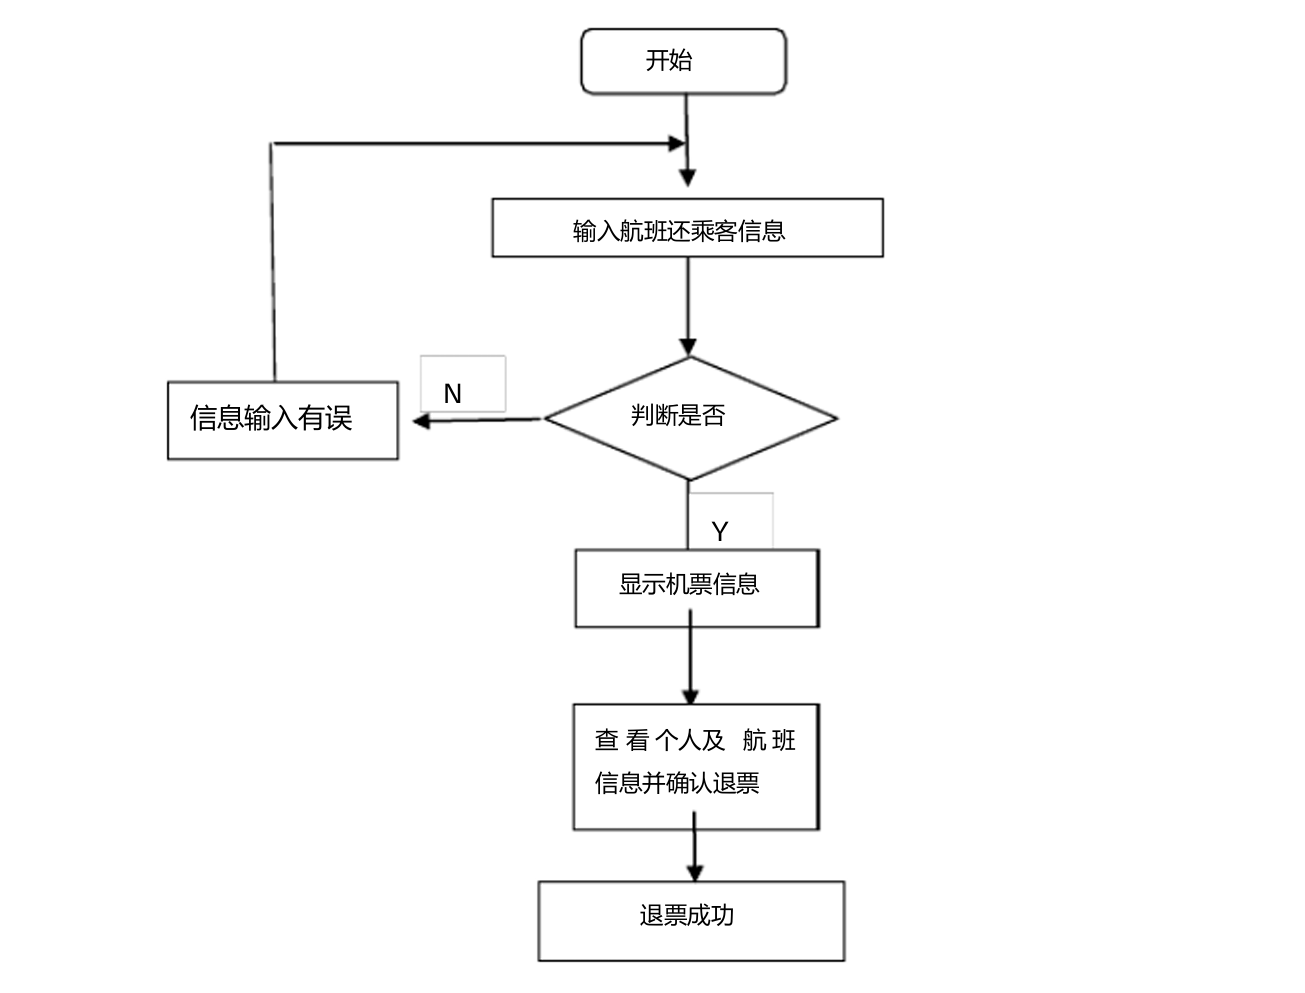 开始
输入航班还乘客信息
N
信息输入有误
判断是否
Y
显示机票信息
查 看 个人及 航 班
信息并确认退票
退票成功